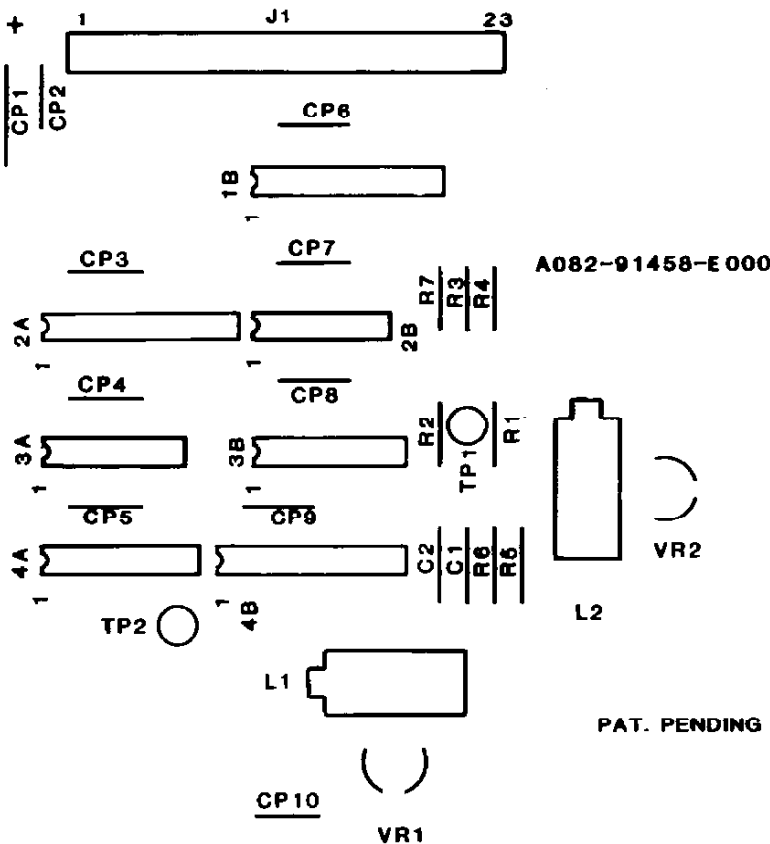 + 1 J1 23
CP1
CP2
CP6
1B
1
CP3
CP7
A082-91458-E000
R7
R3
R4
2A
1
1
2B
CP4
CP8
3A
1
3B
1
R2
TP1
R1
VR2
CP5
CP9
4A
1
1
4B
C2
C1
R6
R5
L2
TP2
L1
PAT. PENDING
CP10
VR1